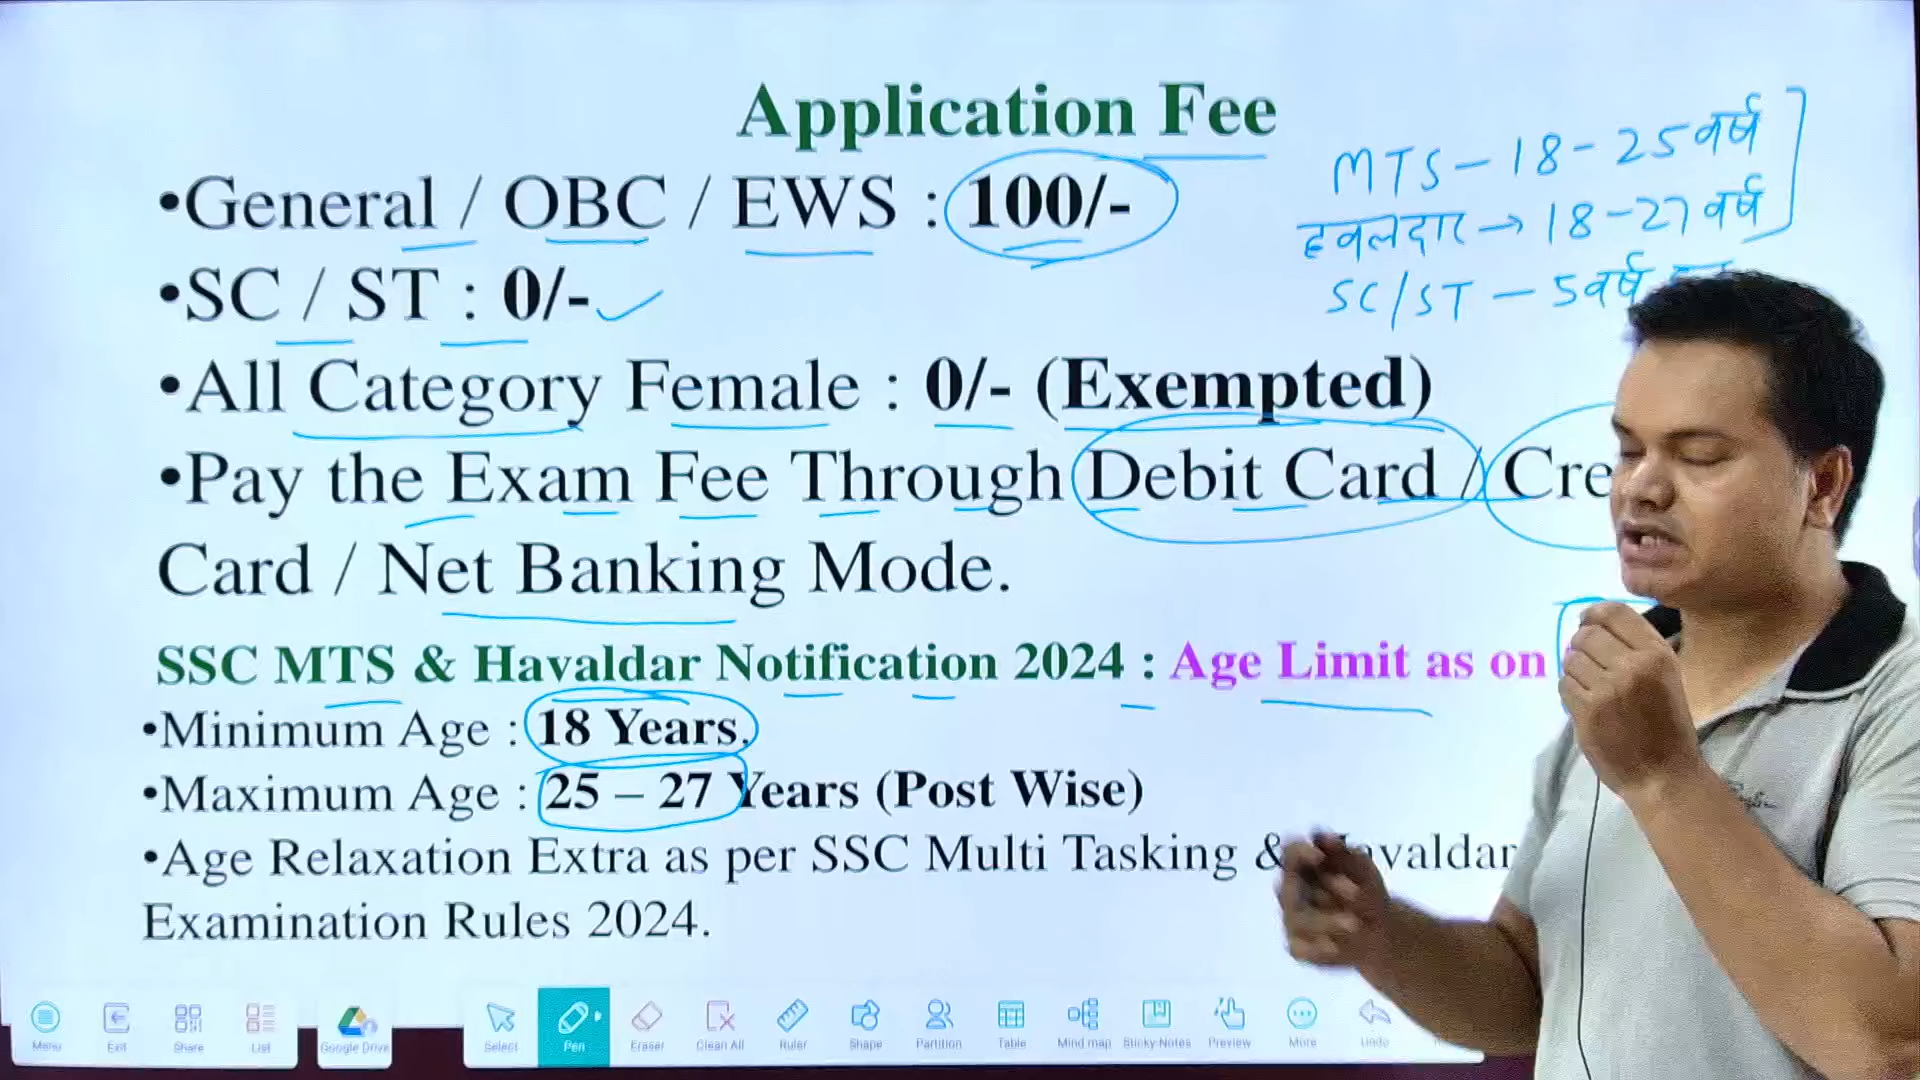 Application Fee
•General / OBC / EWS : 100/-
•SC / ST : 0/-
•All Category Female : 0/- (Exempted)
•Pay the Exam Fee Through Debit Card / Cre
Card / Net Banking Mode.
SSC MTS & Havaldar Notification 2024 : Age Limit as on
•Minimum Age : 18 Years.
•Maximum Age : 25 – 27 Years (Post Wise)
•Age Relaxation Extra as per SSC Multi Tasking & Havaldar
Examination Rules 2024.
MTS – 18 - 25 वर्ष
हवलदार → 18 - 27 वर्ष
SC/ST – 5 वर्ष
Menu Exit Share List Google Drive Select Pen Eraser Clean All Ruler Shape Partition Table Mind map Sticky Notes Preview More Undo